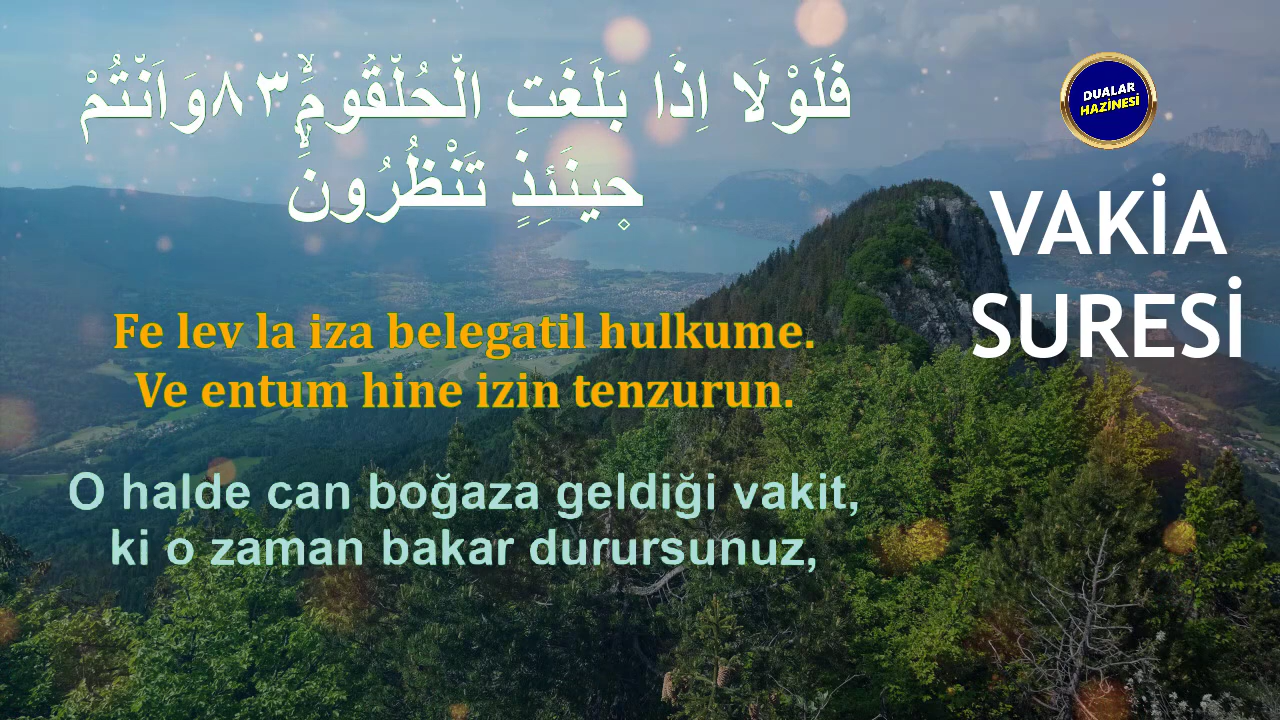 فَلَوْلَا اِذَا بَلَغَتِ الْحُلْقُومَۙ ٨٣ وَاَنْتُمْ
ح۪ينَئِذٍ تَنْظُرُونَۙ
Fe lev la iza belegatil hulkume.
Ve entum hine izin tenzurun.
O halde can boğaza geldiği vakit,
ki o zaman bakar durursunuz,
DUALAR
HAZİNESİ
VAKİA
SURESİ